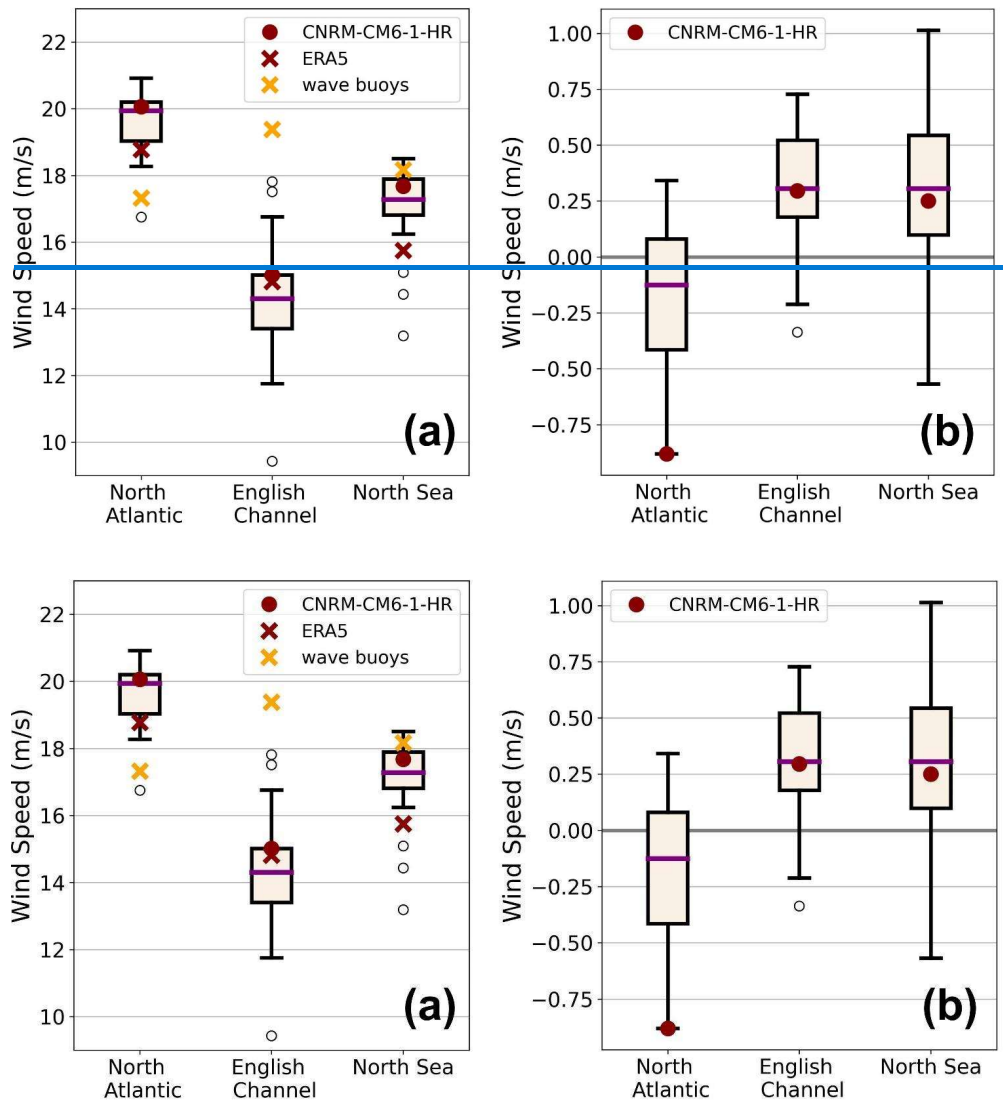 22
20
18
16
14
12
10
Wind Speed (m/s)
CNRM-CM6-1-HR
ERA5
wave buoys
(a)
North
Atlantic
English
Channel
North Sea
1.00
0.75
0.50
0.25
0.00
−0.25
−0.50
−0.75
Wind Speed (m/s)
CNRM-CM6-1-HR
(b)
North
Atlantic
English
Channel
North Sea
22
20
18
16
14
12
10
Wind Speed (m/s)
CNRM-CM6-1-HR
ERA5
wave buoys
(a)
North
Atlantic
English
Channel
North Sea
1.00
0.75
0.50
0.25
0.00
−0.25
−0.50
−0.75
Wind Speed (m/s)
CNRM-CM6-1-HR
(b)
North
Atlantic
English
Channel
North Sea